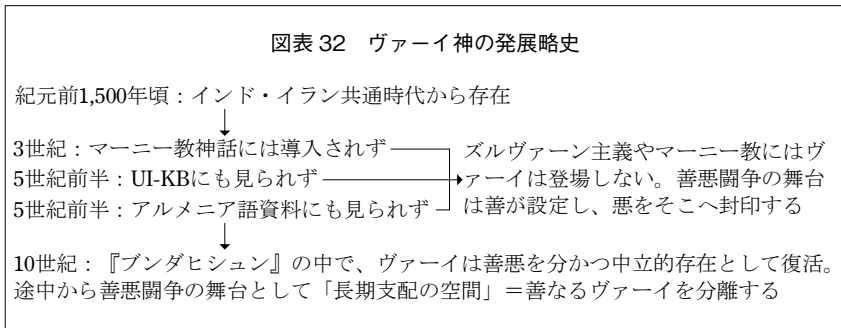 図表 32　ヴァーイ神の発展略史
紀元前1,500年頃：インド・イラン共通時代から存在
3世紀：マーニー教神話には導入されず
5世紀前半：UI-KBにも見られず
5世紀前半：アルメニア語資料にも見られず
ズルヴァーン主義やマーニー教にはヴ
ァーイは登場しない。善悪闘争の舞台
は善が設定し、悪をそこへ封印する
10世紀：『ブンダヒシュン』の中で、ヴァーイは善悪を分かつ中立的存在として復活。
途中から善悪闘争の舞台として「長期支配の空間」＝善なるヴァーイを分離する